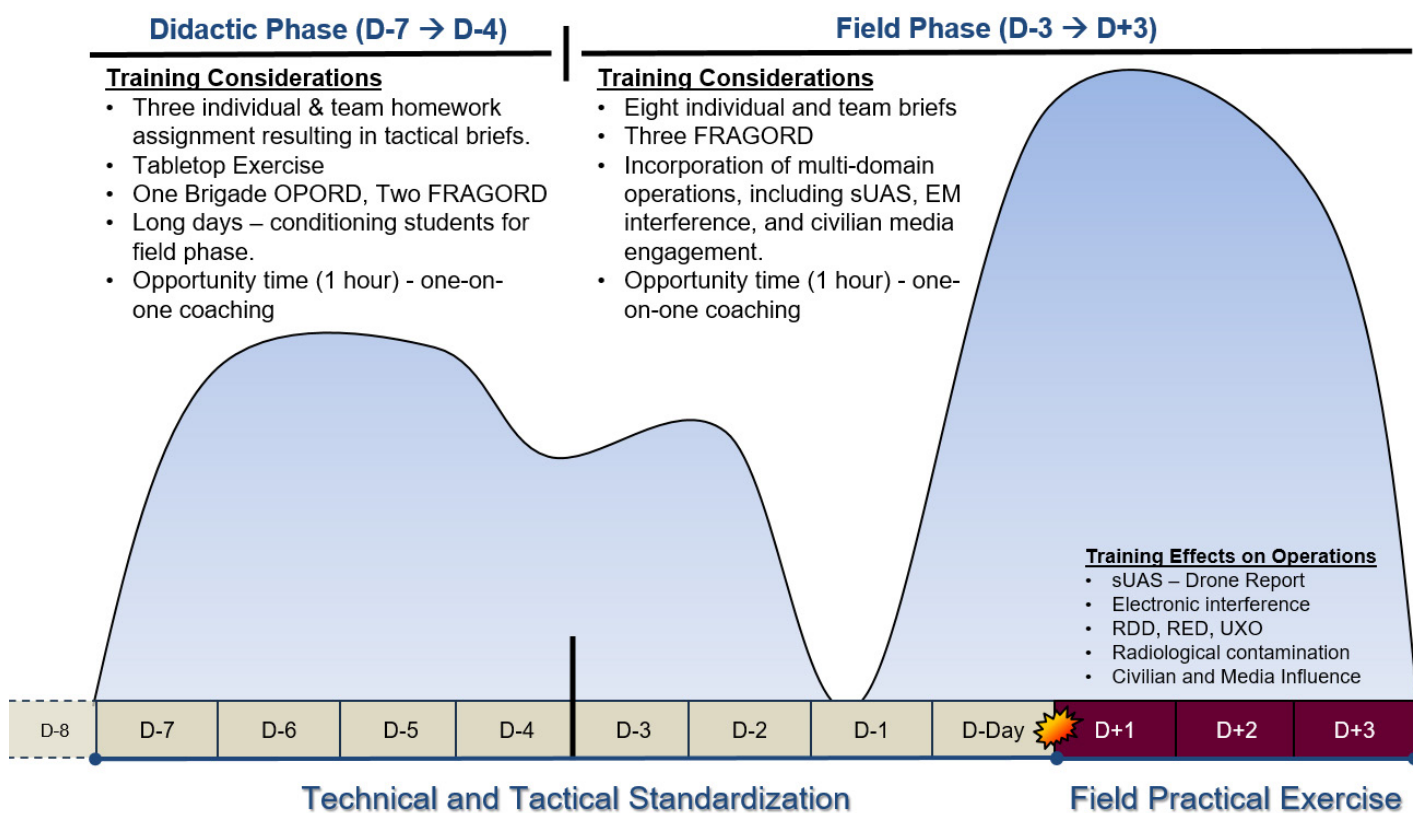 Didactic Phase (D-7 → D-4)
Training Considerations
• Three individual & team homework
assignment resulting in tactical briefs.
• Tabletop Exercise
• One Brigade OPORD, Two FRAGORD
• Long days – conditioning students for
field phase.
• Opportunity time (1 hour) - one-on-
one coaching
Field Phase (D-3 → D+3)
Training Considerations
• Eight individual and team briefs
• Three FRAGORD
• Incorporation of multi-domain
operations, including sUAS, EM
interference, and civilian media
engagement.
• Opportunity time (1 hour) - one-
on-one coaching
Training Effects on Operations
• sUAS – Drone Report
• Electronic interference
• RDD, RED, UXO
• Radiological contamination
• Civilian and Media Influence
D-8 D-7 D-6 D-5 D-4 D-3 D-2 D-1 D-Day D+1 D+2 D+3
Technical and Tactical Standardization Field Practical Exercise